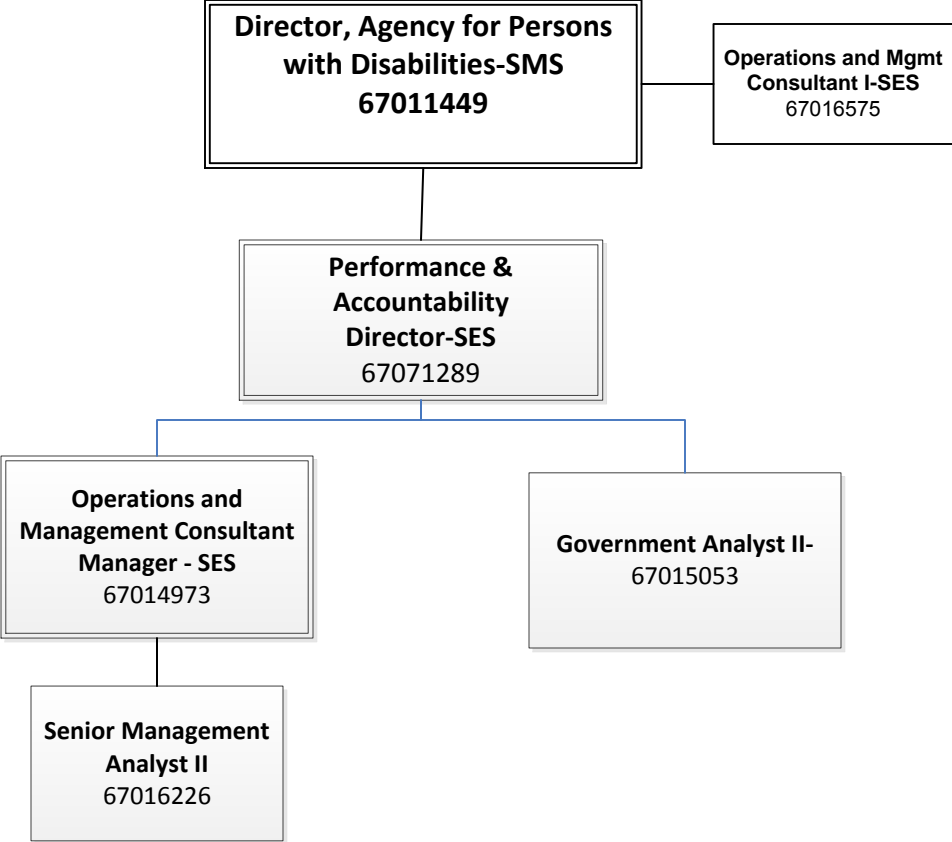 Director, Agency for Persons
with Disabilities-SMS
67011449
Operations and Mgmt
Consultant I-SES
67016575
Performance &
Accountability
Director-SES
67071289
Operations and
Management Consultant
Manager - SES
67014973
Government Analyst II-
67015053
Senior Management
Analyst II
67016226